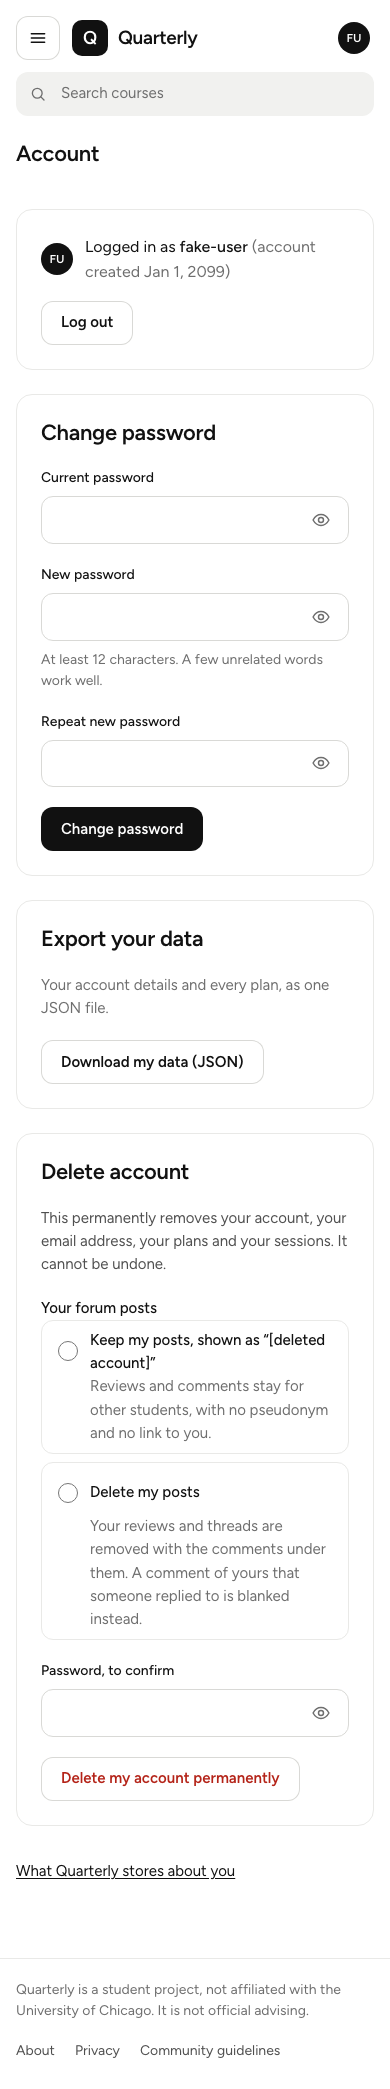 Q Quarterly FU
Search courses
Account
FU
Logged in as fake-user (account
created Jan 1, 2099)
Log out
Change password
Current password
New password
At least 12 characters. A few unrelated words
work well.
Repeat new password
Change password
Export your data
Your account details and every plan, as one
JSON file.
Download my data (JSON)
Delete account
This permanently removes your account, your
email address, your plans and your sessions. It
cannot be undone.
Your forum posts
Keep my posts, shown as “[deleted
account]”
Reviews and comments stay for
other students, with no pseudonym
and no link to you.
Delete my posts
Your reviews and threads are
removed with the comments under
them. A comment of yours that
someone replied to is blanked
instead.
Password, to confirm
Delete my account permanently
What Quarterly stores about you
Quarterly is a student project, not affiliated with the
University of Chicago. It is not official advising.
About Privacy Community guidelines